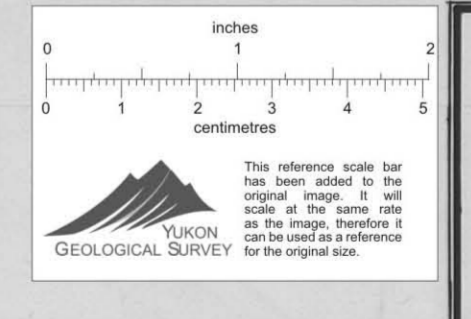 inches
0 1 2
0 1 2 3 4 5
centimetres
YUKON
GEOLOGICAL SURVEY
This reference scale bar
has been added to the
original image. It will
scale at the same rate
as the image, therefore it
can be used as a reference
for the original size.